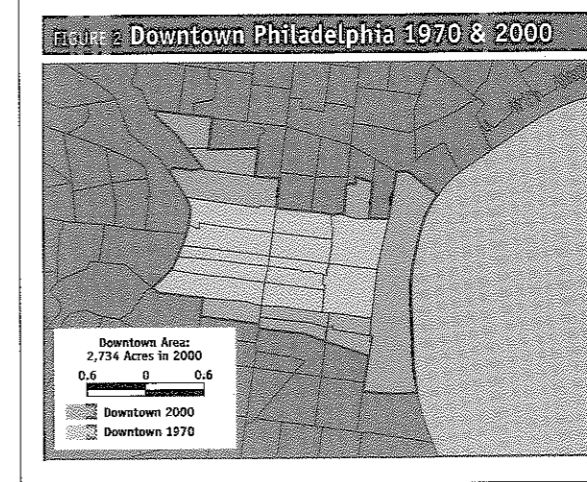 FIGURE 2 Downtown Philadelphia 1970 & 2000
Downtown Area:
2,734 Acres in 2000
0.6 0 0.6
Downtown 2000
Downtown 1970